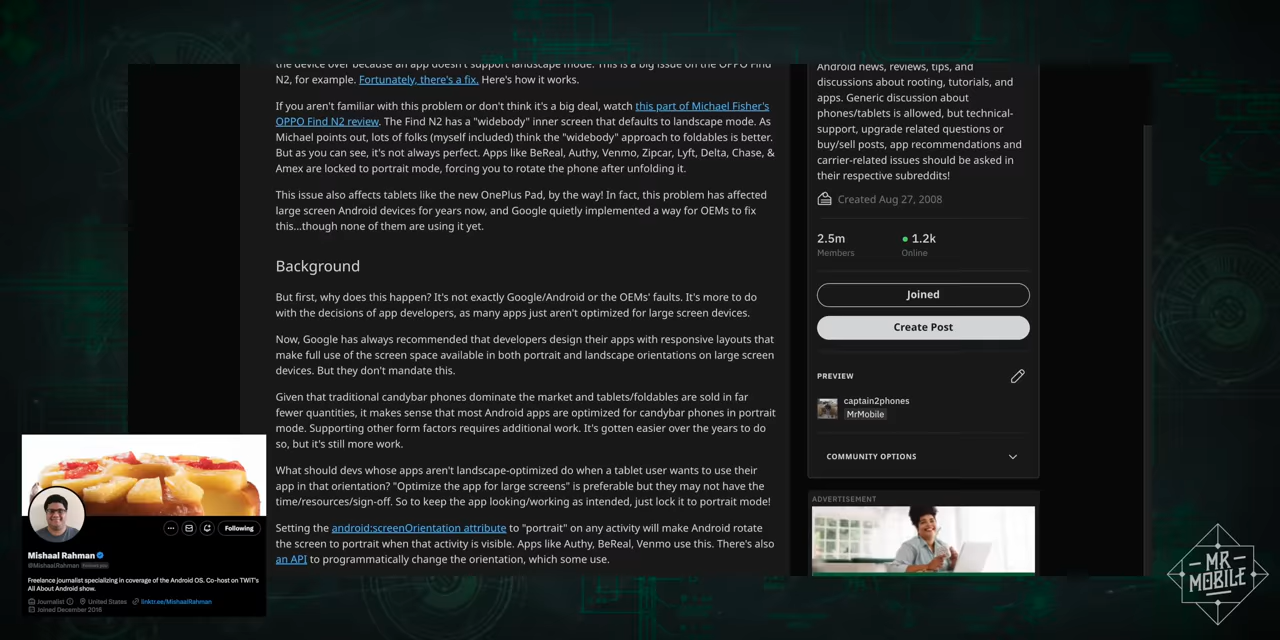 the device over because an app doesn't support landscape mode. This is a big issue on the OPPO Find
N2, for example. Fortunately, there's a fix. Here's how it works.
If you aren't familiar with this problem or don't think it's a big deal, watch this part of Michael Fisher's
OPPO Find N2 review. The Find N2 has a "widebody" inner screen that defaults to landscape mode. As
Michael points out, lots of folks (myself included) think the "widebody" approach to foldables is better.
But as you can see, it's not always perfect. Apps like BeReal, Authy, Venmo, Zipcar, Lyft, Delta, Chase, &
Amex are locked to portrait mode, forcing you to rotate the phone after unfolding it.
This issue also affects tablets like the new OnePlus Pad, by the way! In fact, this problem has affected
large screen Android devices for years now, and Google quietly implemented a way for OEMs to fix
this...though none of them are using it yet.
Background
But first, why does this happen? It's not exactly Google/Android or the OEMs' faults. It's more to do
with the decisions of app developers, as many apps just aren't optimized for large screen devices.
Now, Google has always recommended that developers design their apps with responsive layouts that
make full use of the screen space available in both portrait and landscape orientations on large screen
devices. But they don't mandate this.
Given that traditional candybar phones dominate the market and tablets/foldables are sold in far
fewer quantities, it makes sense that most Android apps are optimized for candybar phones in portrait
mode. Supporting other form factors requires additional work. It's gotten easier over the years to do
so, but it's still more work.
What should devs whose apps aren't landscape-optimized do when a tablet user wants to use their
app in that orientation? "Optimize the app for large screens" is preferable but they may not have the
time/resources/sign-off. So to keep the app looking/working as intended, just lock it to portrait mode!
Setting the android:screenOrientation attribute to "portrait" on any activity will make Android rotate
the screen to portrait when that activity is visible. Apps like Authy, BeReal, Venmo use this. There's also
an API to programmatically change the orientation, which some use.
Android news, reviews, tips, and
discussions about rooting, tutorials, and
apps. Generic discussion about
phones/tablets is allowed, but technical-
support, upgrade related questions or
buy/sell posts, app recommendations and
carrier-related issues should be asked in
their respective subreddits!
Created Aug 27, 2008
2.5m 1.2k
Members Online
Joined
Create Post
PREVIEW
captain2phones
MrMobile
COMMUNITY OPTIONS
ADVERTISEMENT
Following
Mishaal Rahman
@MishaalRahman Follows you
Freelance journalist specializing in coverage of the Android OS. Co-host on TWiT's
All About Android show.
Journalist United States linktr.ee/MishaalRahman
Joined December 2016
MR
MOBILE